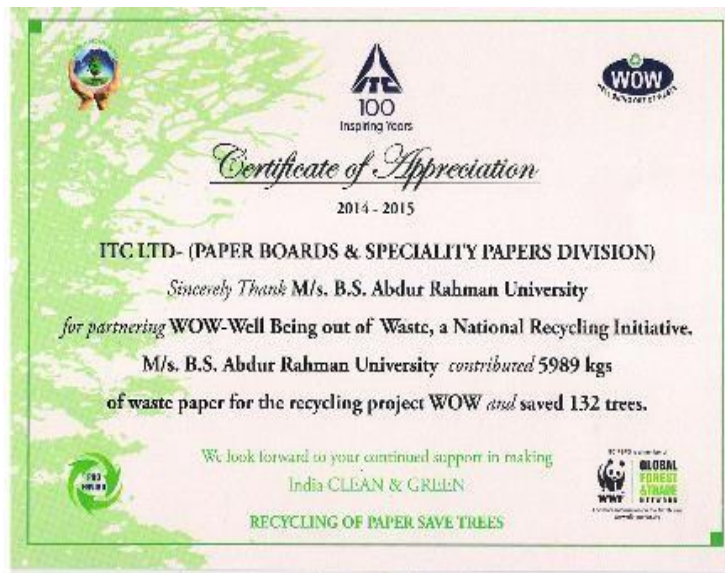 ITC
100
Inspiring Years
WOW
Certificate of Appreciation
2014 - 2015
ITC LTD- (PAPER BOARDS & SPECIALITY PAPERS DIVISION)
Sincerely Thank M/s. B.S. Abdur Rahman University
for partnering WOW-Well Being out of Waste, a National Recycling Initiative.
M/s. B.S. Abdur Rahman University contributed 5989 kgs
of waste paper for the recycling project WOW and saved 132 trees.
We look forward to your continued support in making
India CLEAN & GREEN
RECYCLING OF PAPER SAVE TREES
WWF
GLOBAL
FOREST
& TRADE
NETWORK